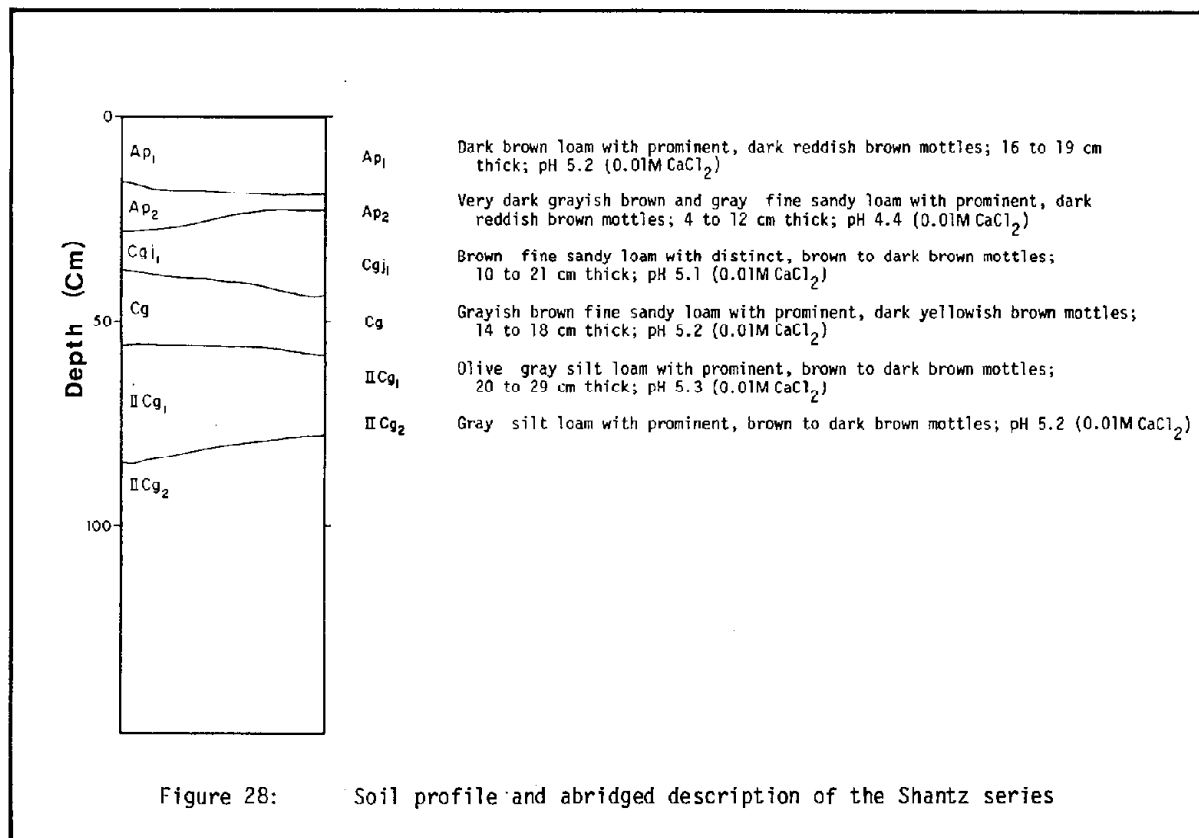 0
Ap₁
Ap₂
Cgj₁
Cg
50
IICg₁
IICg₂
100
Depth (Cm)
Ap₁ Dark brown loam with prominent, dark reddish brown mottles; 16 to 19 cm
thick; pH 5.2 (0.01M CaCl₂)
Ap₂ Very dark grayish brown and gray fine sandy loam with prominent, dark
reddish brown mottles; 4 to 12 cm thick; pH 4.4 (0.01M CaCl₂)
Cgj₁ Brown fine sandy loam with distinct, brown to dark brown mottles;
10 to 21 cm thick; pH 5.1 (0.01M CaCl₂)
Cg Grayish brown fine sandy loam with prominent, dark yellowish brown mottles;
14 to 18 cm thick; pH 5.2 (0.01M CaCl₂)
IICg₁ Olive gray silt loam with prominent, brown to dark brown mottles;
20 to 29 cm thick; pH 5.3 (0.01M CaCl₂)
IICg₂ Gray silt loam with prominent, brown to dark brown mottles; pH 5.2 (0.01M CaCl₂)
Figure 28: Soil profile and abridged description of the Shantz series